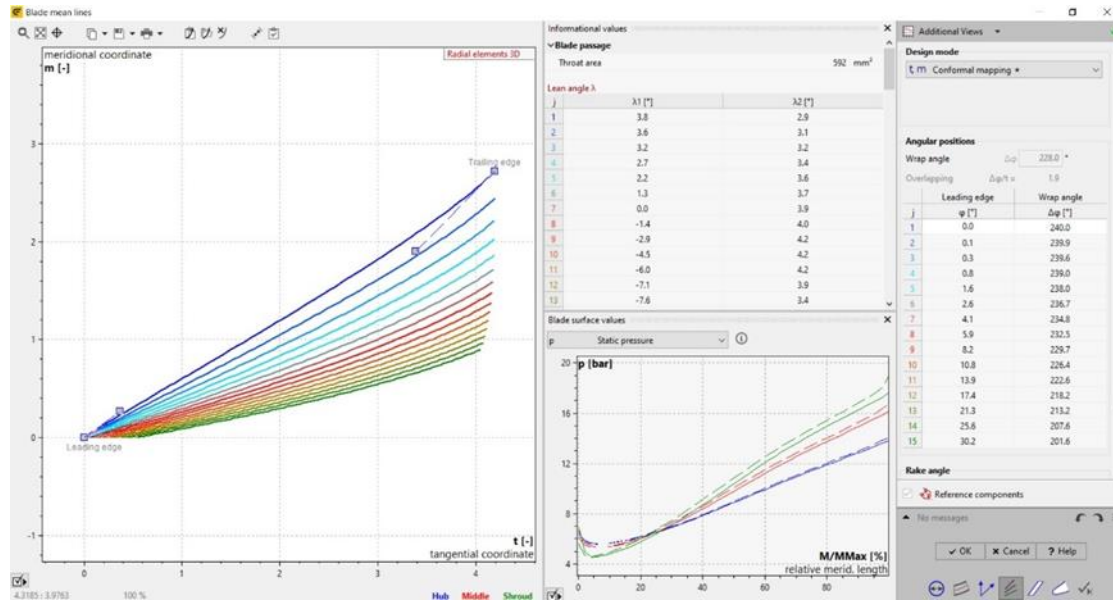 Blade mean lines
meridional coordinate
m [-]
Radial elements 3D
Trailing edge
Leading edge
t [-]
tangential coordinate
3
2
1
0
-1
0 1 2 3 4
4.3185 : 3.9763 100 % Hub Middle Shroud
Informational values
Blade passage
Throat area 592 mm²
Lean angle λ
j λ1 [°] λ2 [°]
1 3.8 2.9
2 3.6 3.1
3 3.2 3.2
4 2.7 3.4
5 2.2 3.6
6 1.3 3.7
7 0.0 3.9
8 -1.4 4.0
9 -2.9 4.2
10 -4.5 4.2
11 -6.0 4.2
12 -7.1 3.9
13 -7.6 3.4
Blade surface values
p Static pressure
p [bar]
20
16
12
8
4
M/MMax [%]
relative merid. length
0 20 40 60 80
Additional Views
Design mode
t, m Conformal mapping *
Angular positions
Wrap angle Δφ 228.0 °
Overlapping Δφ/t = 1.9
Leading edge Wrap angle
j φ [°] Δφ [°]
1 0.0 240.0
2 0.1 239.9
3 0.3 239.6
4 0.8 239.0
5 1.6 238.0
6 2.6 236.7
7 4.1 234.8
8 5.9 232.5
9 8.2 229.7
10 10.8 226.4
11 13.9 222.6
12 17.4 218.2
13 21.3 213.2
14 25.6 207.6
15 30.2 201.6
Rake angle
Reference components
No messages
OK Cancel ? Help